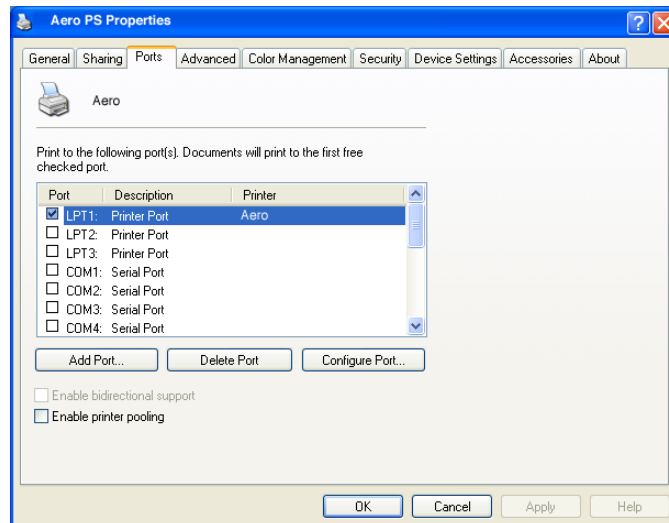 Aero PS Properties
General Sharing Ports Advanced Color Management Security Device Settings Accessories About
Aero
Print to the following port(s). Documents will print to the first free
checked port.
Port Description Printer
LPT1: Printer Port Aero
LPT2: Printer Port
LPT3: Printer Port
COM1: Serial Port
COM2: Serial Port
COM3: Serial Port
COM4: Serial Port
Add Port... Delete Port Configure Port...
Enable bidirectional support
Enable printer pooling
OK Cancel Apply Help